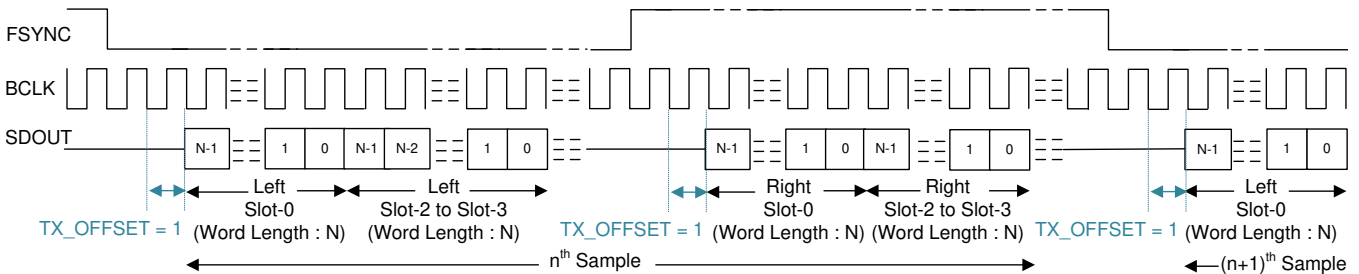 FSYNC
BCLK
SDOUT
N-1 1 0 N-1 N-2 1 0 N-1 1 0 N-1 1 0 N-1 1 0
Left Left Right Right Left
Slot-0 Slot-2 to Slot-3 Slot-0 Slot-2 to Slot-3 Slot-0
TX_OFFSET = 1 (Word Length : N) (Word Length : N) TX_OFFSET = 1 (Word Length : N) (Word Length : N) TX_OFFSET = 1 (Word Length : N)
nth Sample (n+1)th Sample